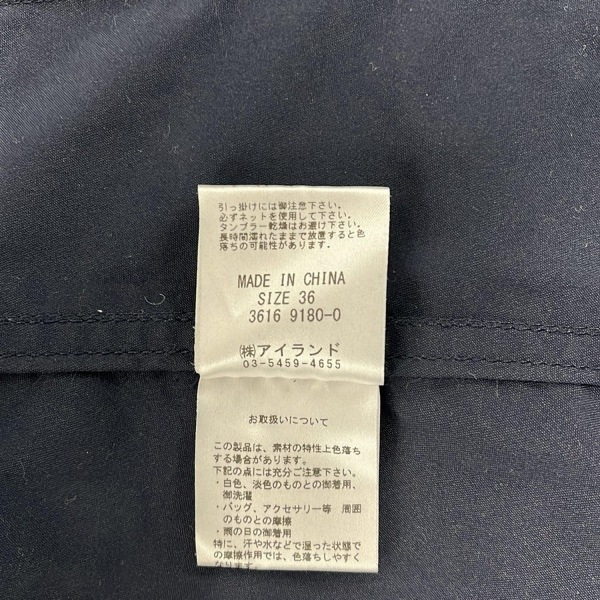 引っ掛けには御注意下さい。
必ずネットを使用して下さい。
タンブラー乾燥はお避け下さい。
長時間濡れたままで放置すると色
落ちの可能性があります。
MADE IN CHINA
SIZE 36
3616 9180-0
㈱アイランド
03-5459-4655
お取扱いについて
この製品は、素材の特性上色落ち
する場合があります。
下記の点には充分ご注意下さい。
・白色、淡色のものとの御着用、
御洗濯
・バッグ、アクセサリー等 周囲
のものとの摩擦
・雨の日の御着用
特に、汗や水などで湿った状態で
の摩擦作用では、色落ちしやすく
なります。